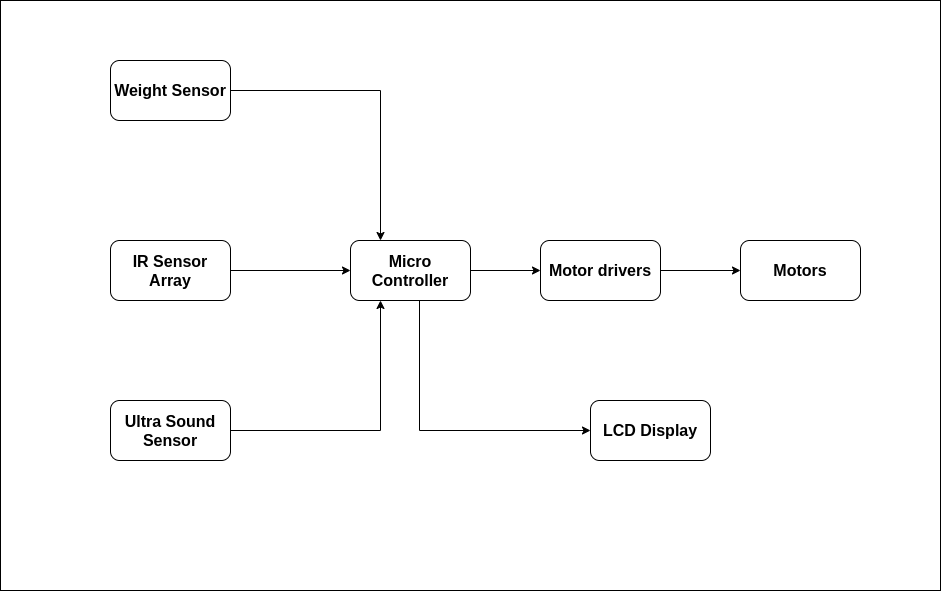 Weight Sensor
IR Sensor
Array
Micro
Controller
Motor drivers
Motors
Ultra Sound
Sensor
LCD Display